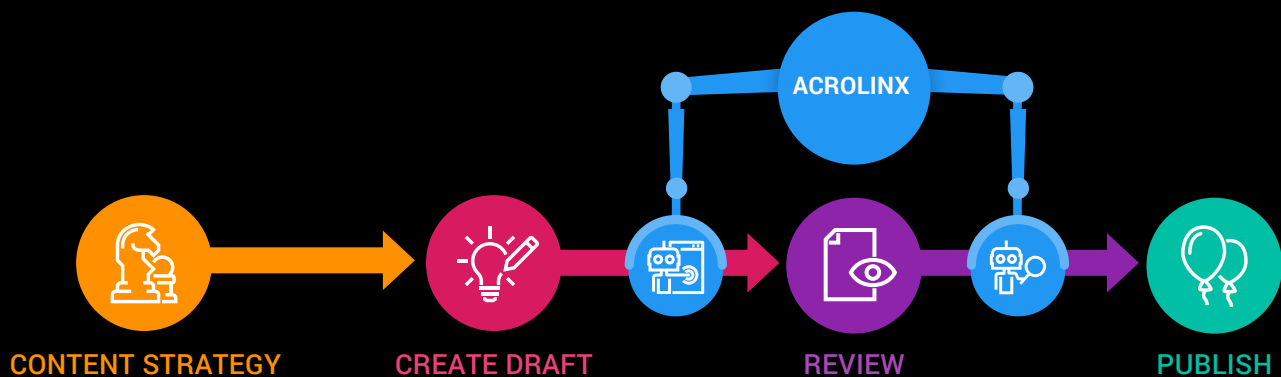 ACROLINX
CONTENT STRATEGY
CREATE DRAFT
REVIEW
PUBLISH